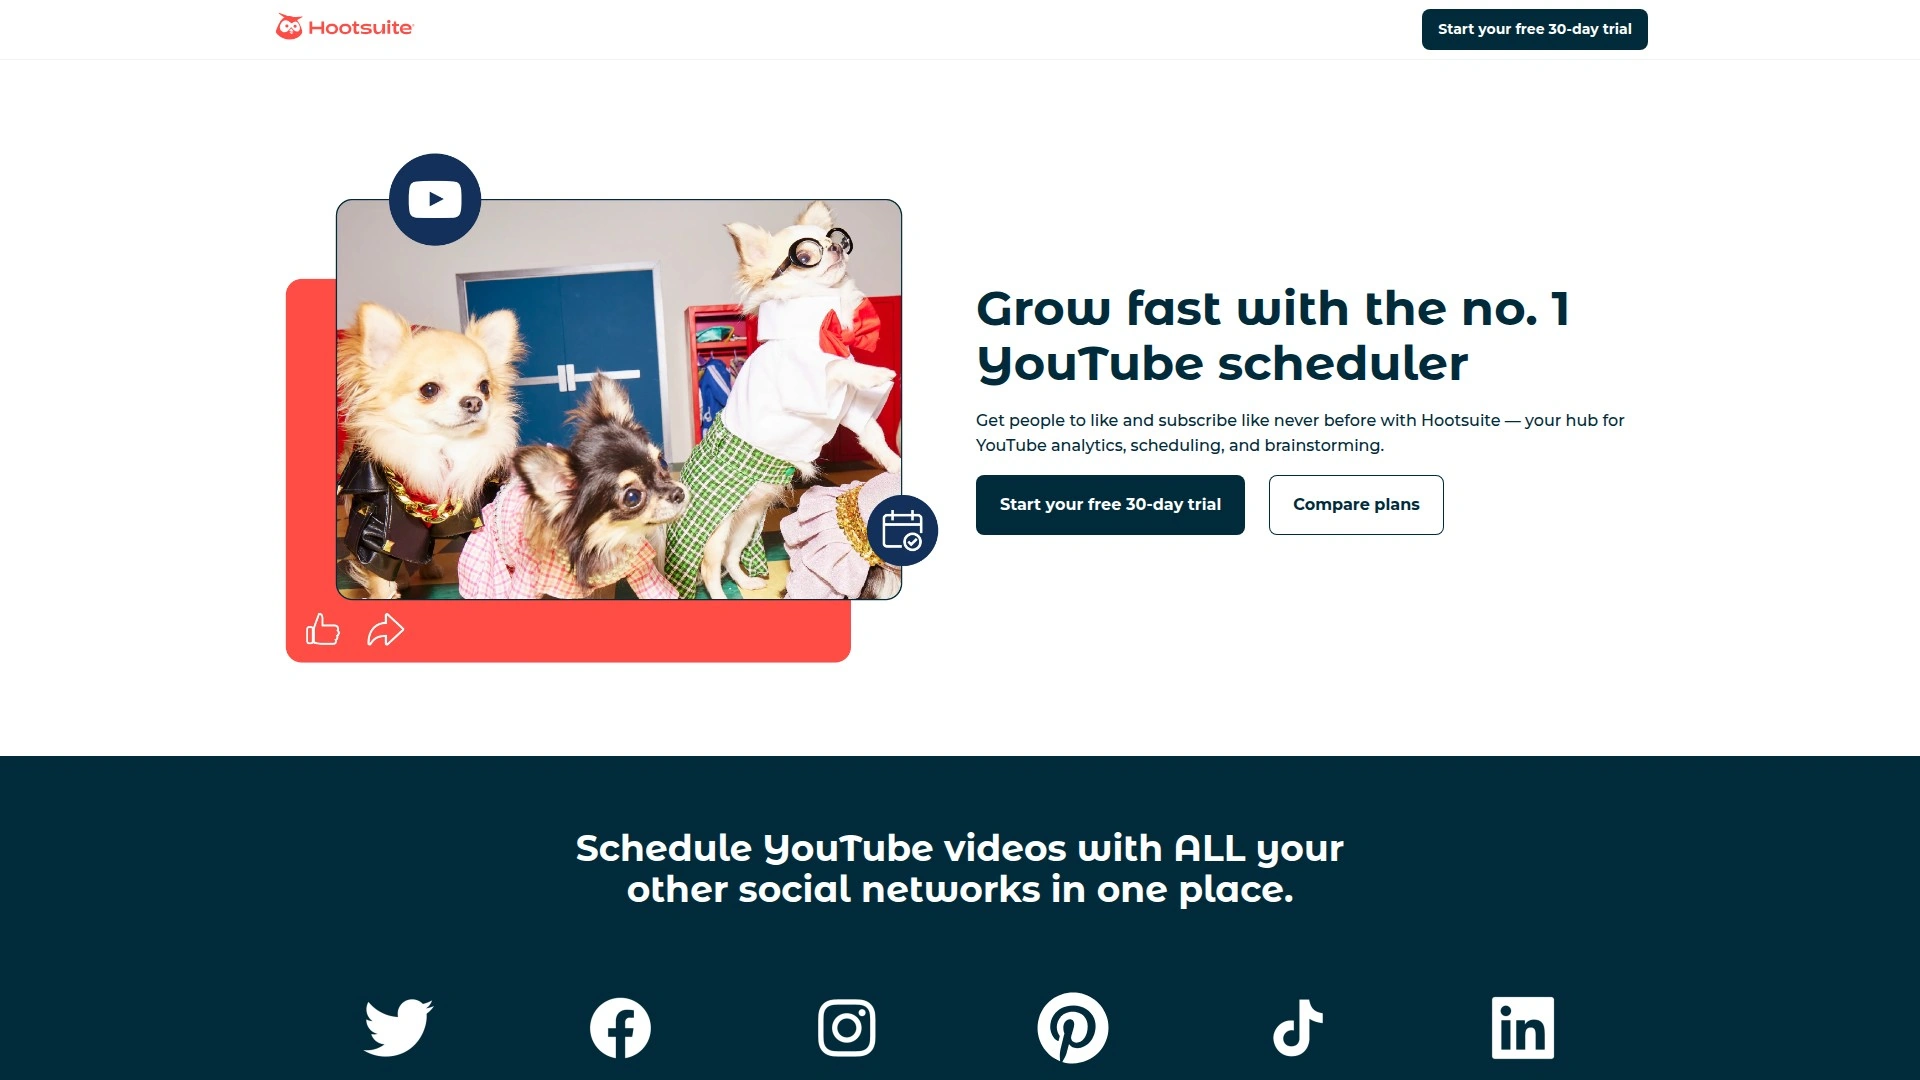 Hootsuite
Start your free 30-day trial
Grow fast with the no. 1
YouTube scheduler
Get people to like and subscribe like never before with Hootsuite — your hub for
YouTube analytics, scheduling, and brainstorming.
Start your free 30-day trial
Compare plans
Schedule YouTube videos with ALL your
other social networks in one place.
in